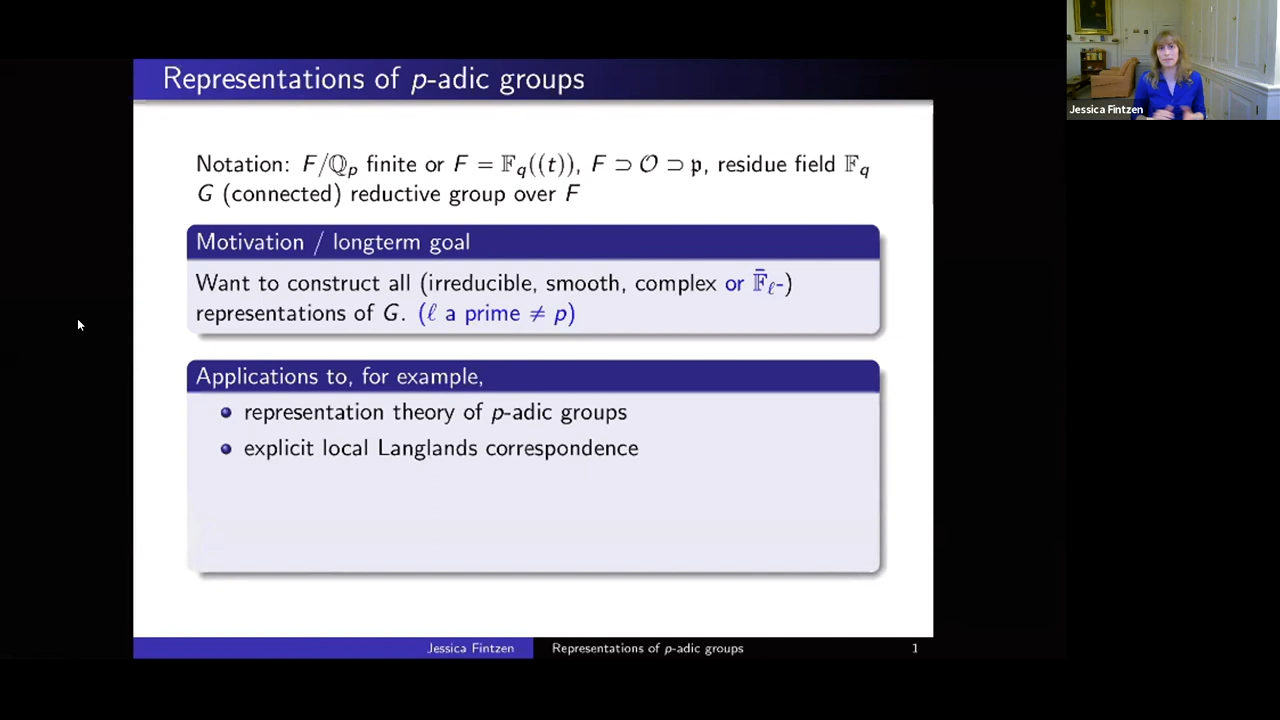 Representations of p-adic groups
Jessica Fintzen
Notation: F/ℚ_p finite or F = 𝔽_q((t)), F ⊃ 𝒪 ⊃ 𝔭, residue field 𝔽_q
G (connected) reductive group over F
Motivation / longterm goal
Want to construct all (irreducible, smooth, complex or 𝔽̄_ℓ-)
representations of G. (ℓ a prime ≠ p)
Applications to, for example,
representation theory of p-adic groups
explicit local Langlands correspondence
Jessica Fintzen Representations of p-adic groups 1